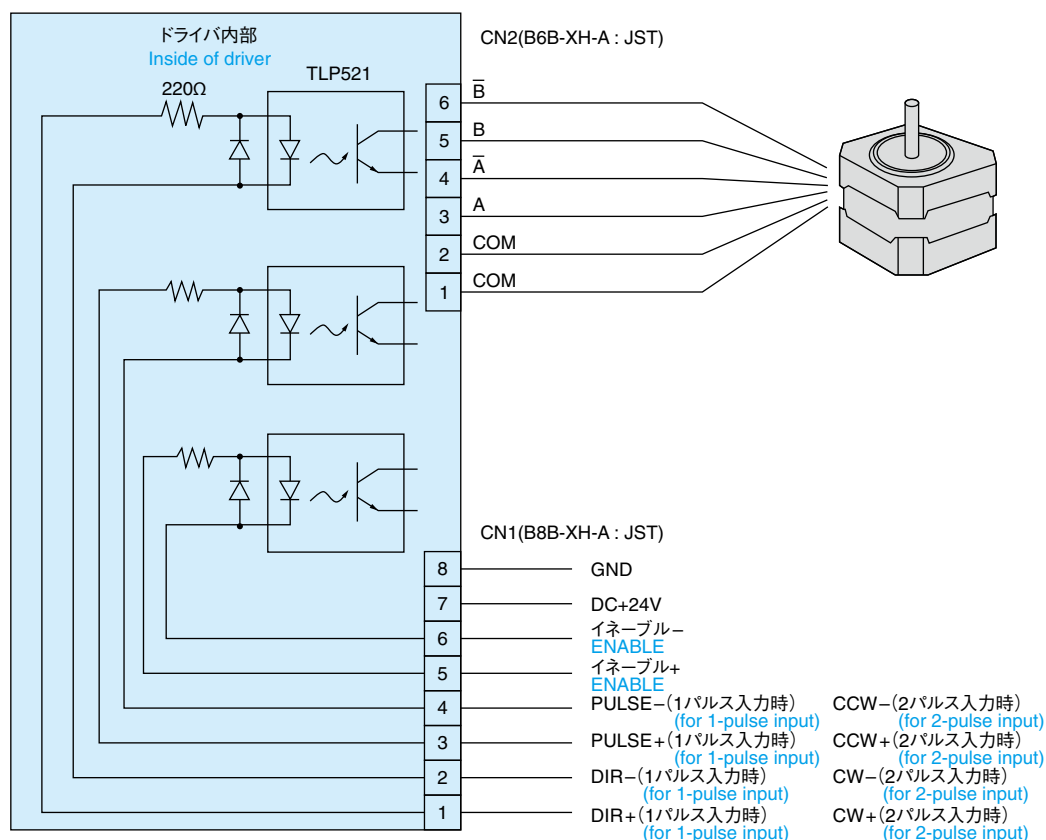 ドライバ内部
Inside of driver
220Ω
TLP521
CN2(B6B-XH-A : JST)
6
B̅
5
B
4
A̅
3
A
2
COM
1
COM
CN1(B8B-XH-A : JST)
8
GND
7
DC+24V
6
イネーブル−
ENABLE
5
イネーブル+
ENABLE
4
PULSE−(1パルス入力時) CCW−(2パルス入力時)
(for 1-pulse input) (for 2-pulse input)
3
PULSE+(1パルス入力時) CCW+(2パルス入力時)
(for 1-pulse input) (for 2-pulse input)
2
DIR−(1パルス入力時) CW−(2パルス入力時)
(for 1-pulse input) (for 2-pulse input)
1
DIR+(1パルス入力時) CW+(2パルス入力時)
(for 1-pulse input) (for 2-pulse input)